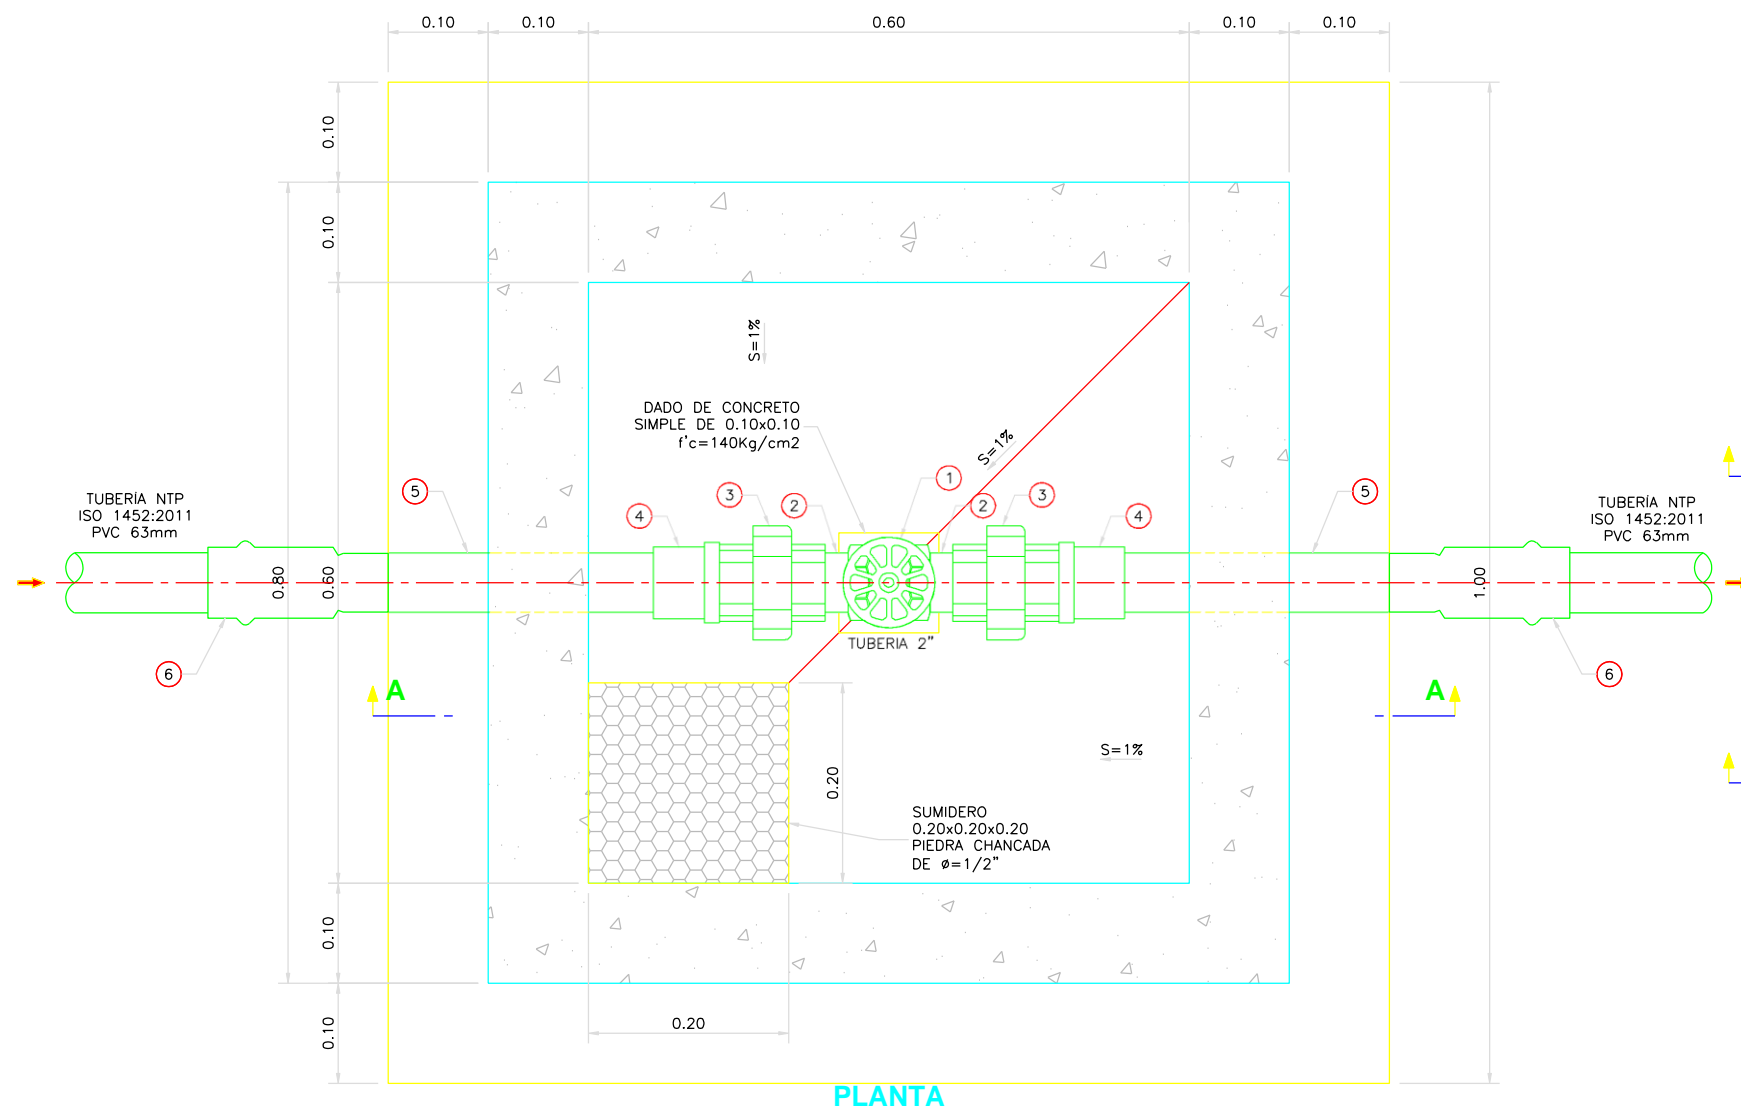 0.10
0.10
0.60
0.10
0.10
0.10
0.10
S=1%
DADO DE CONCRETO
SIMPLE DE 0.10x0.10
f'c=140Kg/cm2
S=1%
1
2
3
4
5
2
3
4
5
TUBERÍA NTP
ISO 1452:2011
PVC 63mm
TUBERÍA NTP
ISO 1452:2011
PVC 63mm
0.80
0.60
1.00
TUBERIA 2"
6
6
A
A
S=1%
0.20
SUMIDERO
0.20x0.20x0.20
PIEDRA CHANCADA
DE ø=1/2"
0.10
0.20
0.10
PLANTA